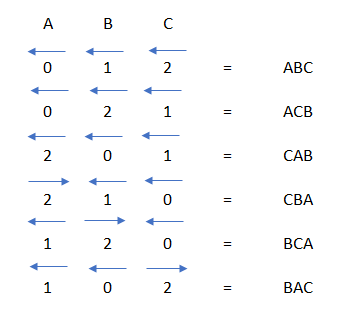 A B C
0 1 2 = ABC
0 2 1 = ACB
2 0 1 = CAB
2 1 0 = CBA
1 2 0 = BCA
1 0 2 = BAC